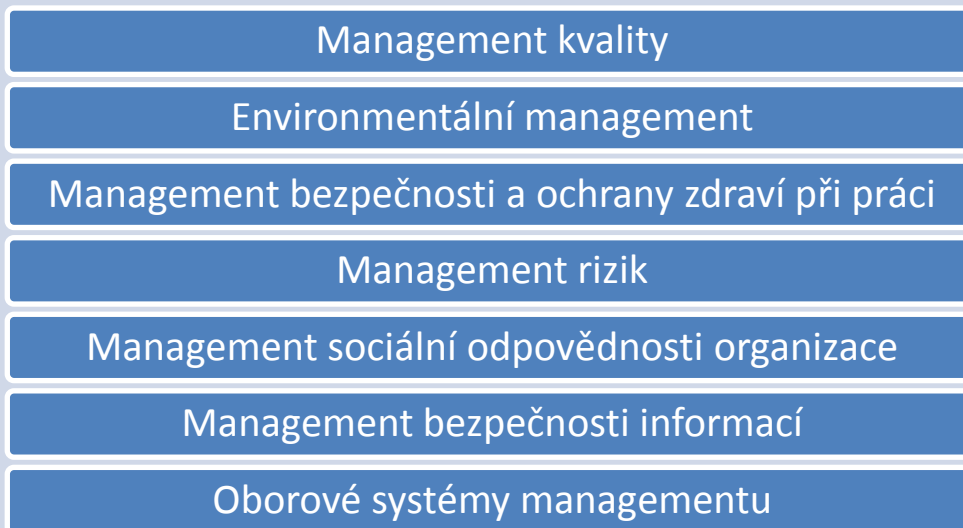 Management kvality
Environmentální management
Management bezpečnosti a ochrany zdraví při práci
Management rizik
Management sociální odpovědnosti organizace
Management bezpečnosti informací
Oborové systémy managementu